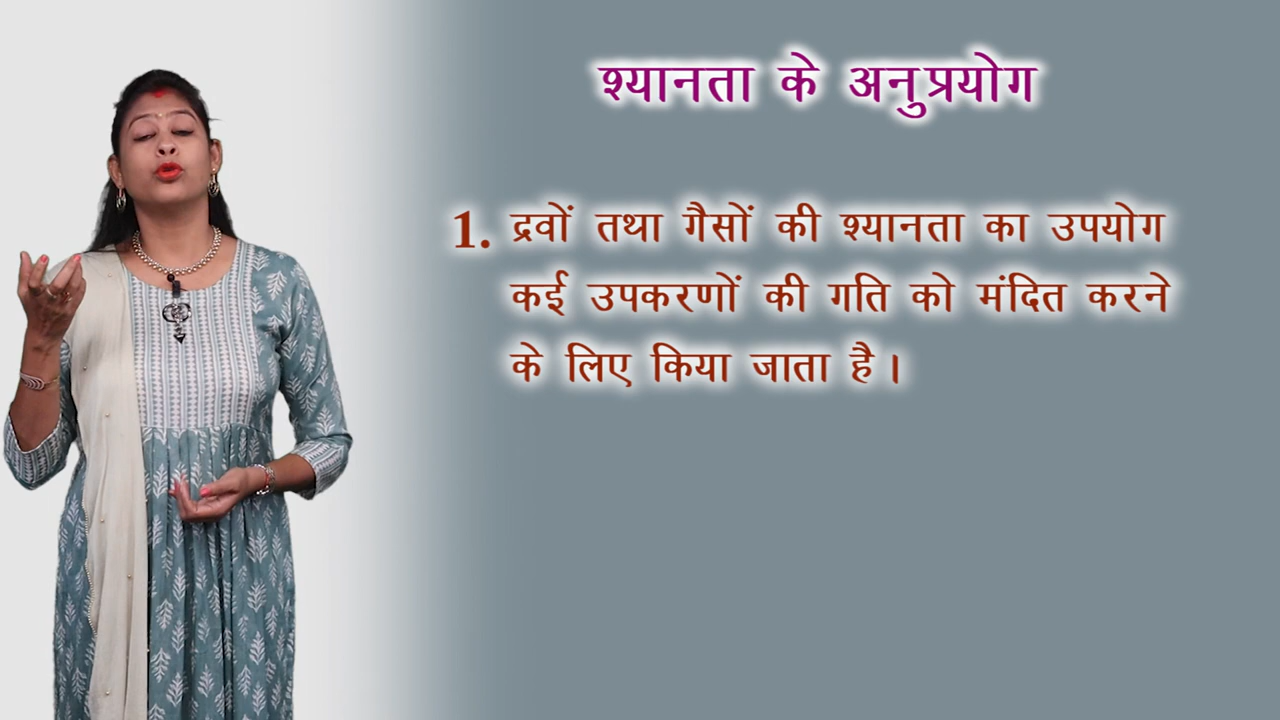 श्यानता के अनुप्रयोग
1. द्रवों तथा गैसों की श्यानता का उपयोग
कई उपकरणों की गति को मंदित करने
के लिए किया जाता है।